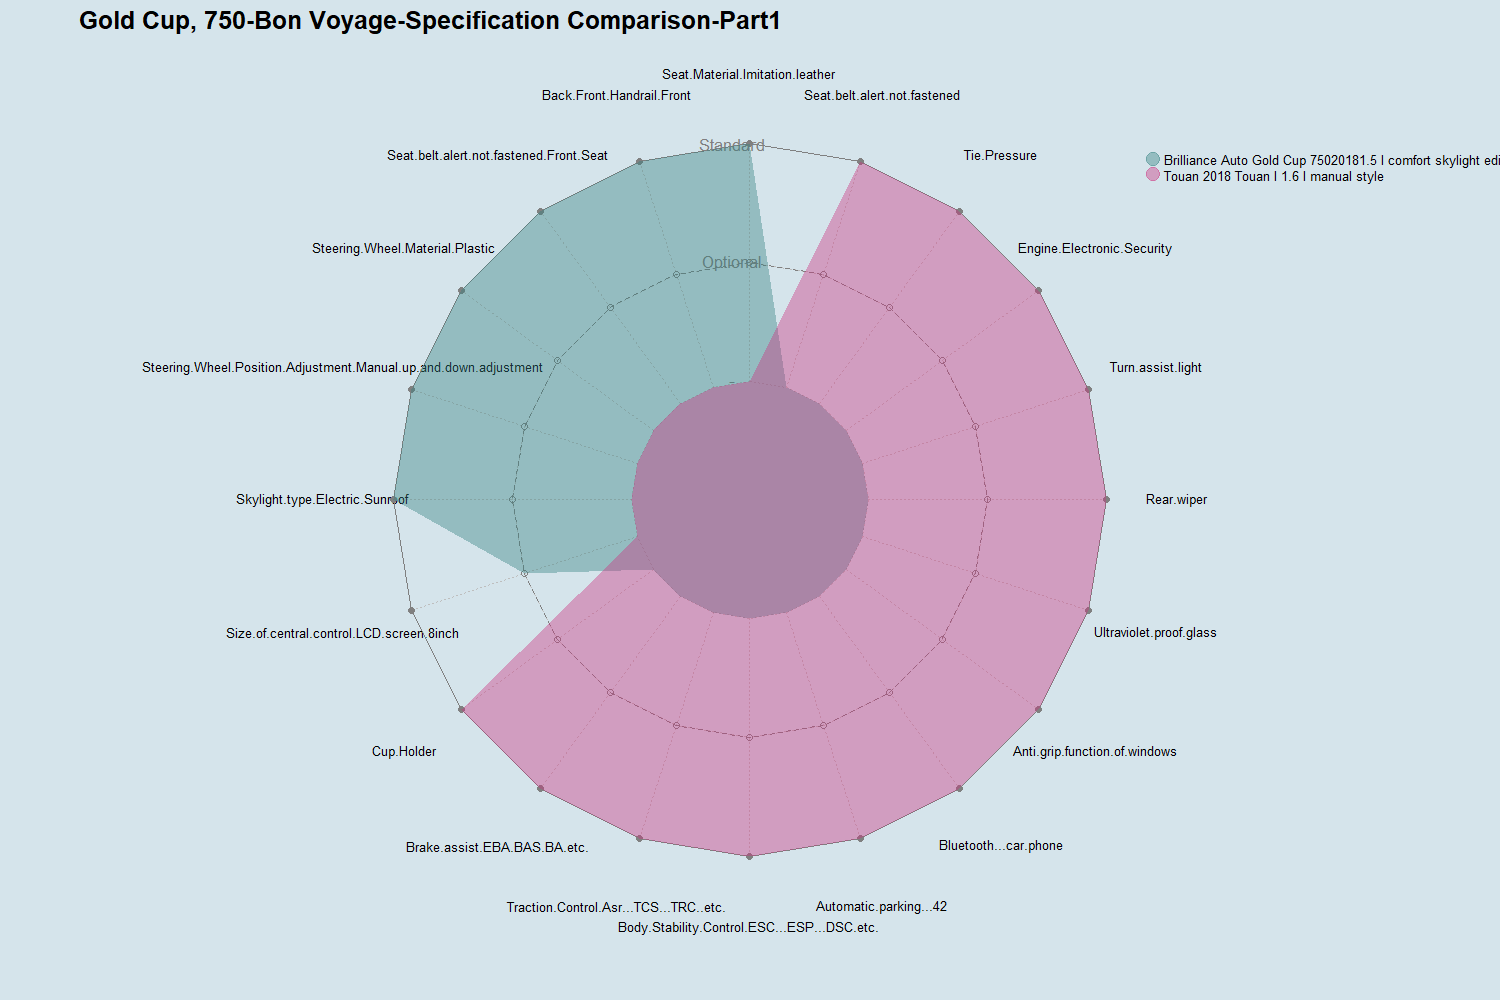 Gold Cup, 750-Bon Voyage-Specification Comparison-Part1
Seat.Material.Imitation.leather
Back.Front.Handrail.Front
Seat.belt.alert.not.fastened
Standard
Seat.belt.alert.not.fastened.Front.Seat
Tie.Pressure
Brilliance Auto Gold Cup 75020181.5 l comfort skylight edi
Touan 2018 Touan l 1.6 l manual style
Steering.Wheel.Material.Plastic
Engine.Electronic.Security
Optional
Steering.Wheel.Position.Adjustment.Manual.up.and.down.adjustment
Turn.assist.light
-
Skylight.type.Electric.Sunroof
Rear.wiper
Size.of.central.control.LCD.screen.8inch
Ultraviolet.proof.glass
Cup.Holder
Anti.grip.function.of.windows
Brake.assist.EBA.BAS.BA.etc.
Bluetooth...car.phone
Traction.Control.Asr...TCS...TRC..etc.
Automatic.parking...42
Body.Stability.Control.ESC...ESP...DSC.etc.